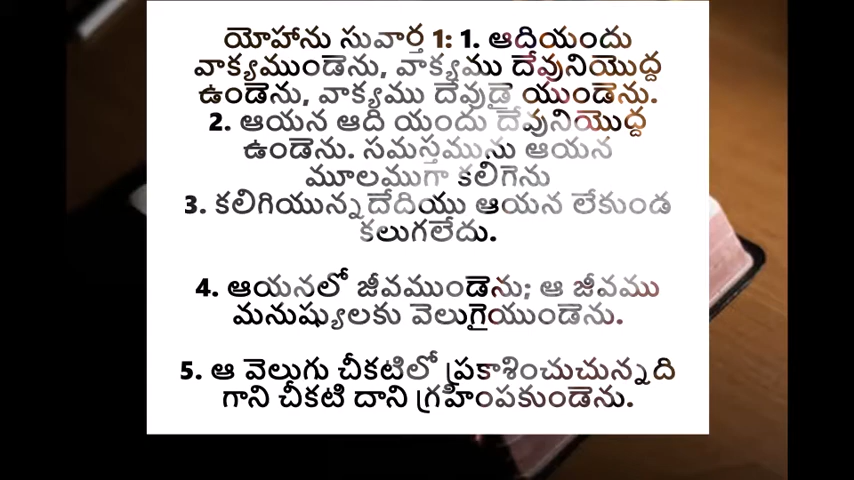 యోహాను సువార్త 1: 1. ఆదియందు
వాక్యముండెను, వాక్యము దేవునియొద్ద
ఉండెను, వాక్యము దేవుడై యుండెను.
2. ఆయన ఆది యందు దేవునియొద్ద
ఉండెను. సమస్తమును ఆయన
మూలముగా కలిగెను
3. కలిగియున్నదేదియు ఆయన లేకుండ
కలుగలేదు.
4. ఆయనలో జీవముండెను; ఆ జీవము
మనుష్యులకు వెలుగైయుండెను.
5. ఆ వెలుగు చీకటిలో ప్రకాశించుచున్నది
గాని చీకటి దాని గ్రహింపకుండెను.